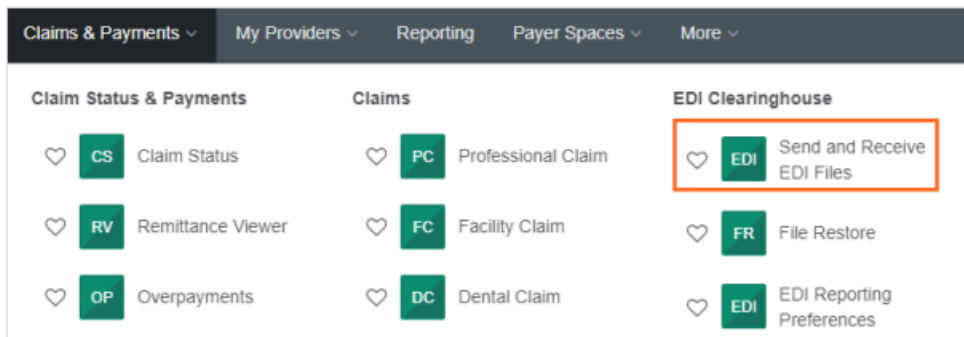 Claims & Payments My Providers Reporting Payer Spaces More
Claim Status & Payments
CS Claim Status
RV Remittance Viewer
OP Overpayments
Claims
PC Professional Claim
FC Facility Claim
DC Dental Claim
EDI Clearinghouse
EDI Send and Receive
EDI Files
FR File Restore
EDI EDI Reporting
Preferences